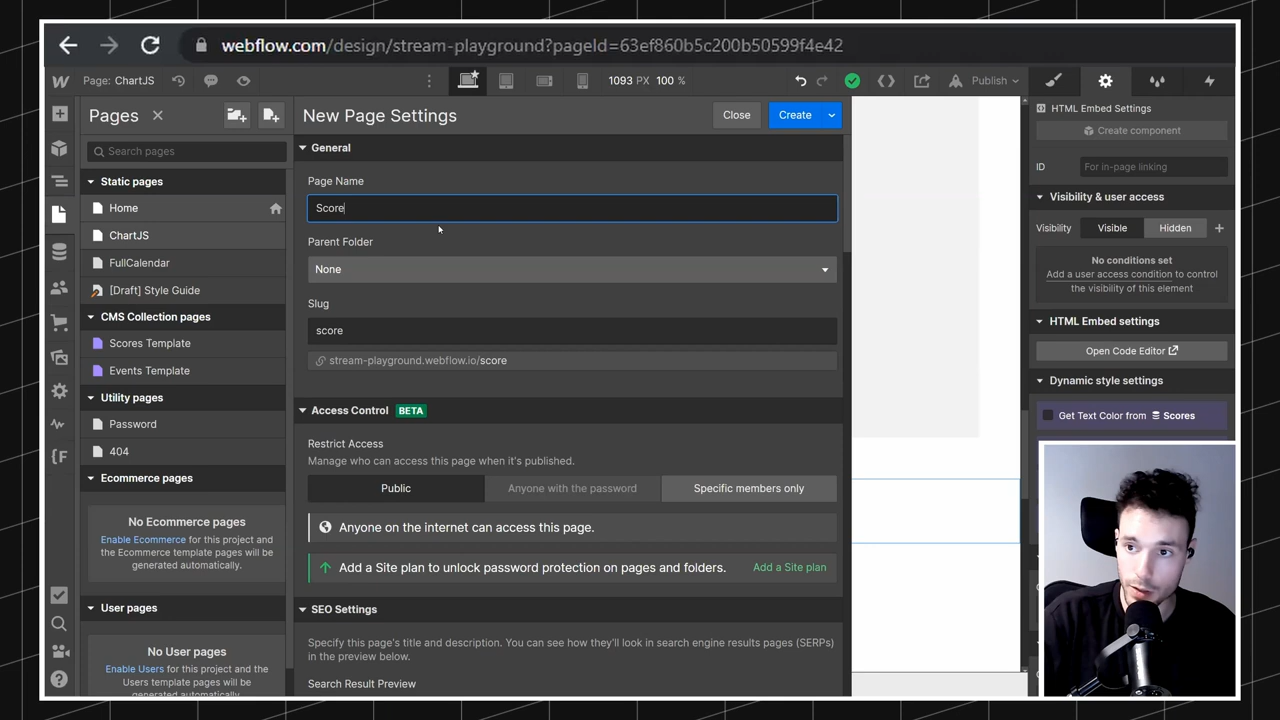 webflow.com/design/stream-playground?pageId=63ef860b5c200b50599f4e42
Page: ChartJS
1093 PX 100 %
Publish
Pages
Search pages
Static pages
Home
ChartJS
FullCalendar
[Draft] Style Guide
CMS Collection pages
Scores Template
Events Template
Utility pages
Password
404
Ecommerce pages
No Ecommerce pages
Enable Ecommerce for this project and
the Ecommerce template pages will be
generated automatically.
User pages
No User pages
Enable Users for this project and the
Users template pages will be
generated automatically.
New Page Settings
Close
Create
General
Page Name
Score
Parent Folder
None
Slug
score
stream-playground.webflow.io/score
Access Control BETA
Restrict Access
Manage who can access this page when it's published.
Public
Anyone with the password
Specific members only
Anyone on the internet can access this page.
Add a Site plan to unlock password protection on pages and folders.
Add a Site plan
SEO Settings
Specify this page's title and description. You can see how they'll look in search engine results pages (SERPs)
in the preview below.
Search Result Preview
HTML Embed Settings
Create component
ID
For in-page linking
Visibility & user access
Visibility
Visible
Hidden
No conditions set
Add a user access condition to control
the visibility of this element
HTML Embed settings
Open Code Editor
Dynamic style settings
Get Text Color from Scores